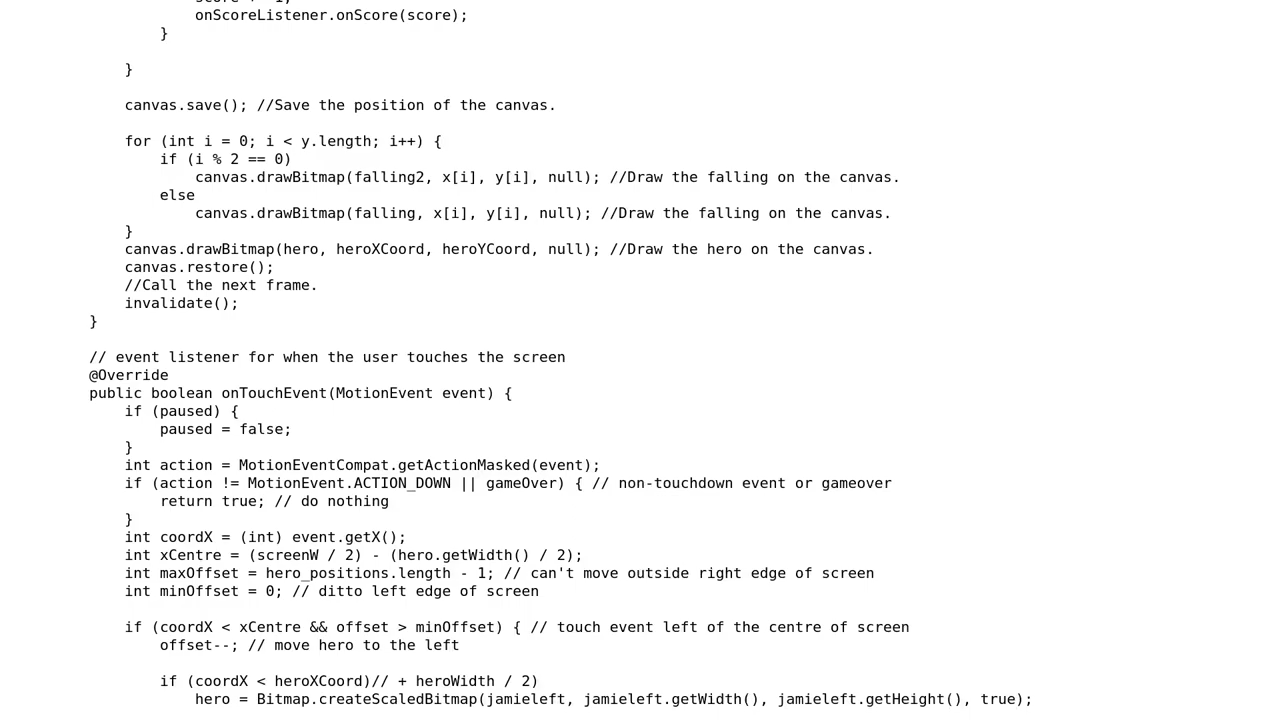 onScoreListener.onScore(score);
}
}
canvas.save(); //Save the position of the canvas.
for (int i = 0; i < y.length; i++) {
if (i % 2 == 0)
canvas.drawBitmap(falling2, x[i], y[i], null); //Draw the falling on the canvas.
else
canvas.drawBitmap(falling, x[i], y[i], null); //Draw the falling on the canvas.
}
canvas.drawBitmap(hero, heroXCoord, heroYCoord, null); //Draw the hero on the canvas.
canvas.restore();
//Call the next frame.
invalidate();
}
// event listener for when the user touches the screen
@Override
public boolean onTouchEvent(MotionEvent event) {
if (paused) {
paused = false;
}
int action = MotionEventCompat.getActionMasked(event);
if (action != MotionEvent.ACTION_DOWN || gameOver) { // non-touchdown event or gameover
return true; // do nothing
}
int coordX = (int) event.getX();
int xCentre = (screenW / 2) - (hero.getWidth() / 2);
int maxOffset = hero_positions.length - 1; // can't move outside right edge of screen
int minOffset = 0; // ditto left edge of screen
if (coordX < xCentre && offset > minOffset) { // touch event left of the centre of screen
offset--; // move hero to the left
if (coordX < heroXCoord)// + heroWidth / 2)
hero = Bitmap.createScaledBitmap(jamieleft, jamieleft.getWidth(), jamieleft.getHeight(), true);